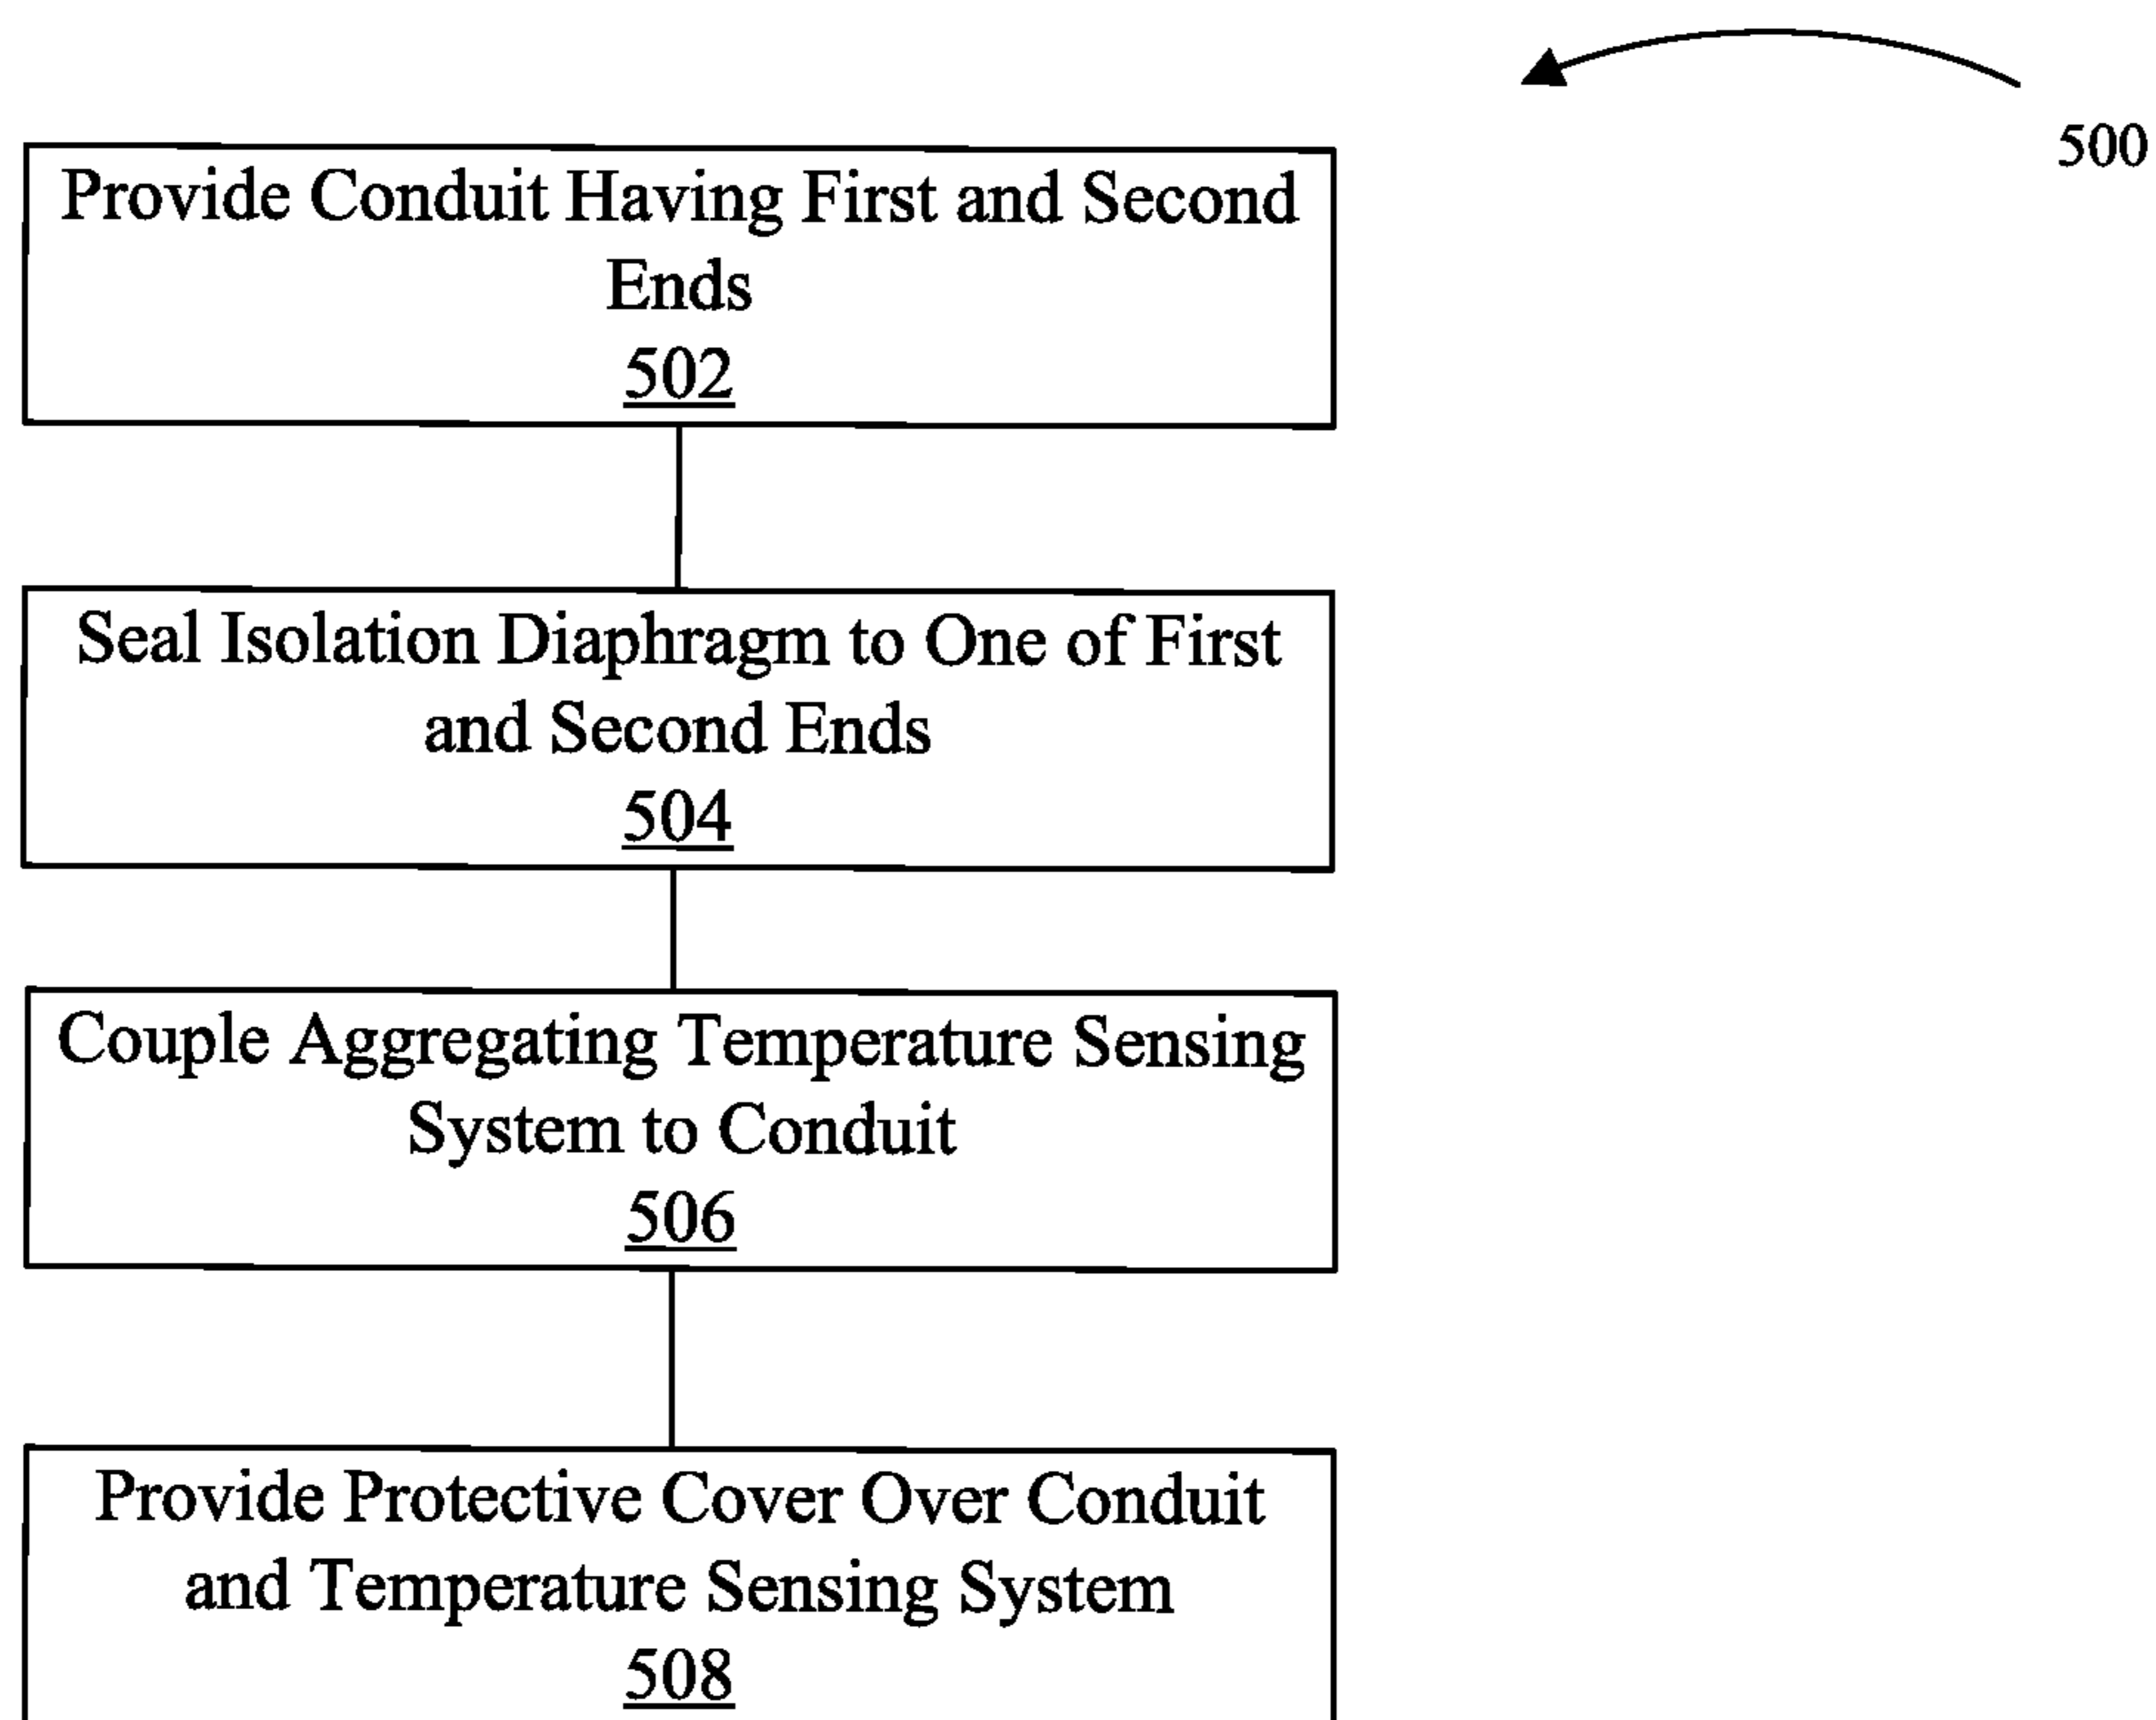 500
Provide Conduit Having First and Second
Ends
502
Seal Isolation Diaphragm to One of First
and Second Ends
504
Couple Aggregating Temperature Sensing
System to Conduit
506
Provide Protective Cover Over Conduit
and Temperature Sensing System
508